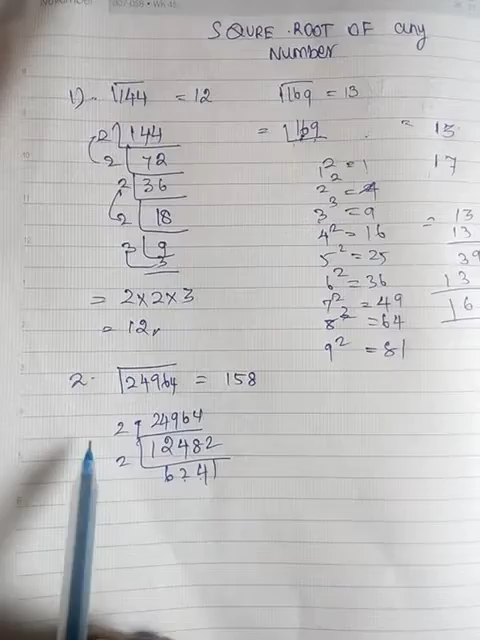 SQURE ROOT OF any
Number
1) √144 = 12
2 144
2 72
2 36
2 18
3 9
3
= 2×2×3
= 12
√169 = 13
= √169
1² = 1
2² = 4
3² = 9
4² = 16
5² = 25
6² = 36
7² = 49
8² = 64
9² = 81
= 13
17
= 13
13
39
13
16
2. √24964 = 158
2 24964
2 12482
6241